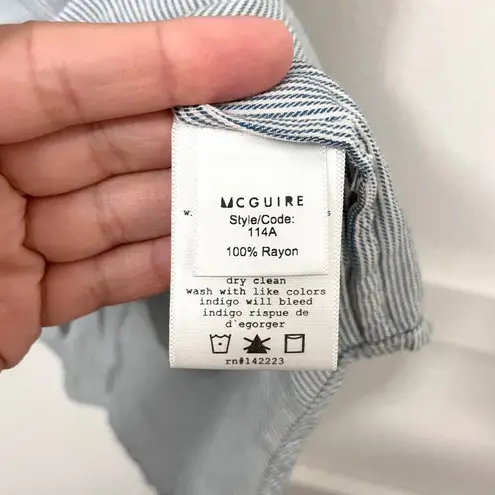 MCGUIRE
Style/Code:
114A
100% Rayon
dry clean
wash with like colors
indigo will bleed
indigo rispue de
d`egorger
rn#142223